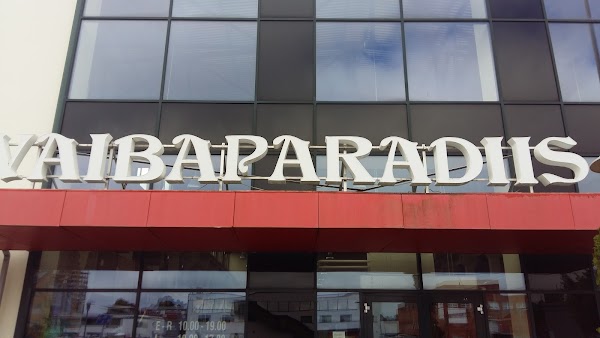 VAIBAPARADIIS
E - R 10.00 - 19.00